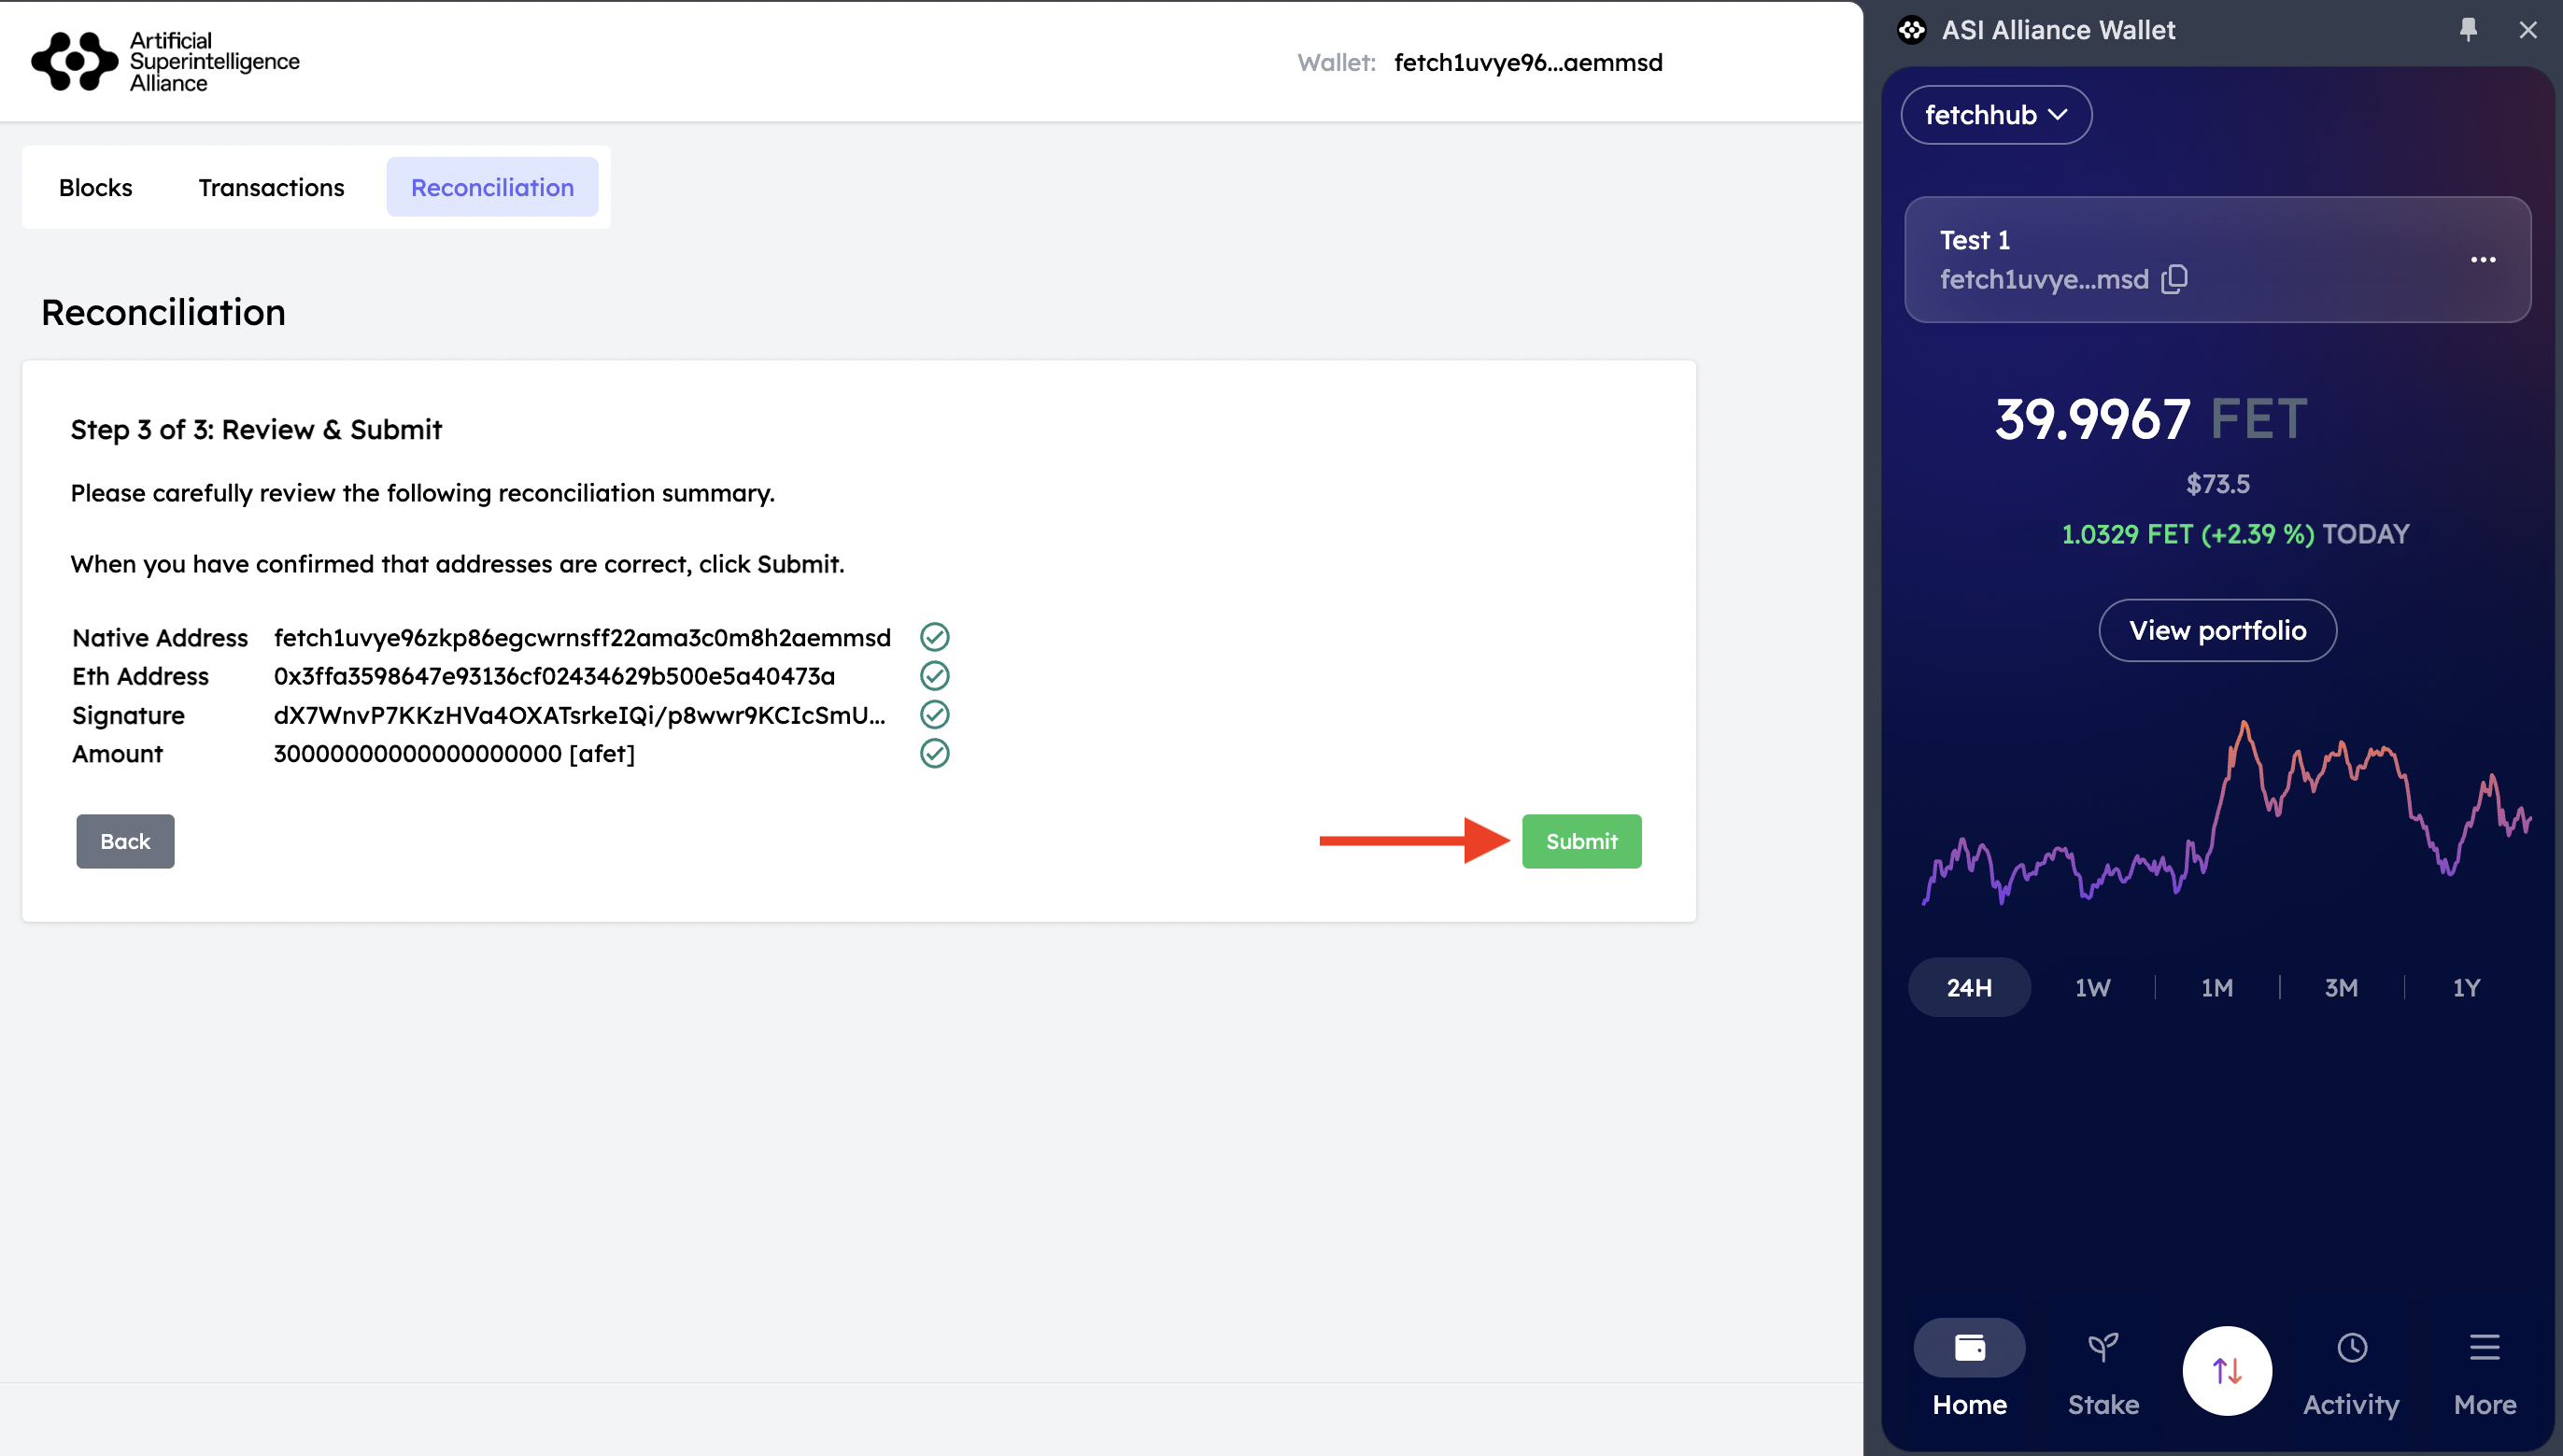 Artificial
Superintelligence
Alliance
Wallet: fetch1uvye96...aemmsd
Blocks Transactions Reconciliation
Reconciliation
Step 3 of 3: Review & Submit
Please carefully review the following reconciliation summary.
When you have confirmed that addresses are correct, click Submit.
Native Address fetch1uvye96zkp86egcwrnsff22ama3c0m8h2aemmsd
Eth Address 0x3ffa3598647e93136cf02434629b500e5a40473a
Signature dX7WnvP7KKzHVa4OXATsrkeIQi/p8wwr9KCIcSmU...
Amount 30000000000000000000 [afet]
Back Submit
ASI Alliance Wallet
fetchhub
Test 1
fetch1uvye...msd
39.9967 FET
$73.5
1.0329 FET (+2.39 %) TODAY
View portfolio
24H 1W 1M 3M 1Y
Home Stake Activity More